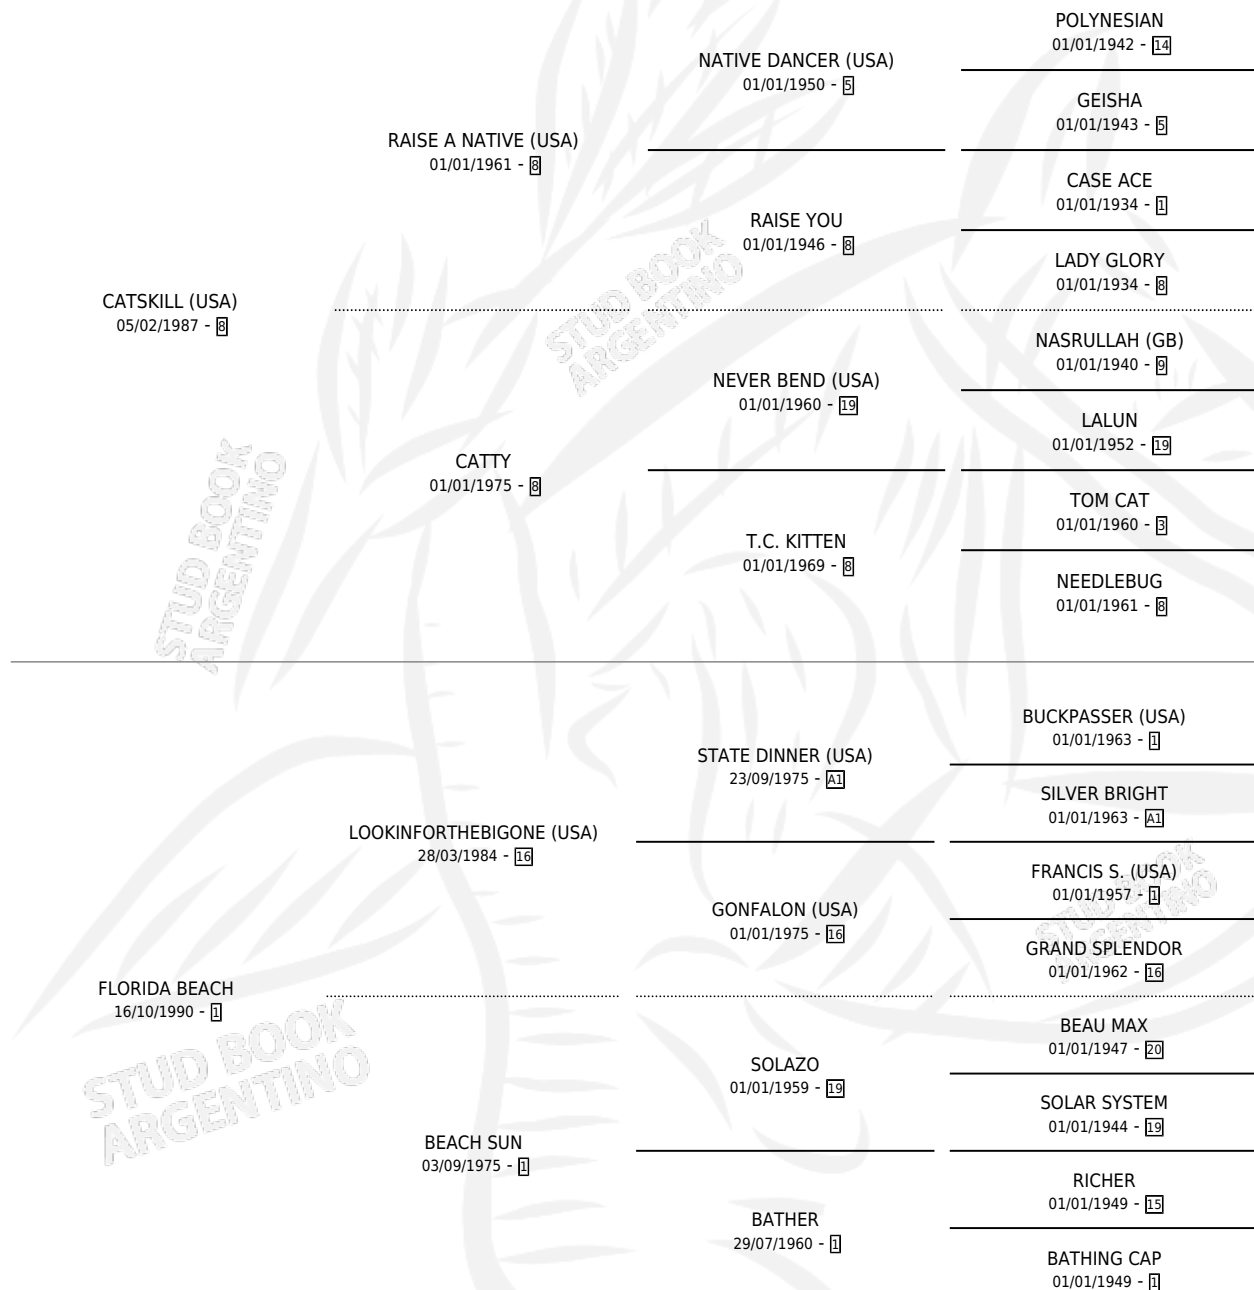 POLYNESIAN
01/01/1942 - 14
NATIVE DANCER (USA)
01/01/1950 - 5
GEISHA
01/01/1943 - 5
RAISE A NATIVE (USA)
01/01/1961 - 8
CASE ACE
01/01/1934 - 1
RAISE YOU
01/01/1946 - 8
LADY GLORY
01/01/1934 - 8
CATSKILL (USA)
05/02/1987 - 8
NASRULLAH (GB)
01/01/1940 - 9
NEVER BEND (USA)
01/01/1960 - 19
LALUN
01/01/1952 - 19
CATTY
01/01/1975 - 8
TOM CAT
01/01/1960 - 3
T.C. KITTEN
01/01/1969 - 8
NEEDLEBUG
01/01/1961 - 8
BUCKPASSER (USA)
01/01/1963 - 1
STATE DINNER (USA)
23/09/1975 - A1
SILVER BRIGHT
01/01/1963 - A1
LOOKINFORTHEBIGONE (USA)
28/03/1984 - 16
FRANCIS S. (USA)
01/01/1957 - 1
GONFALON (USA)
01/01/1975 - 16
GRAND SPLENDOR
01/01/1962 - 16
FLORIDA BEACH
16/10/1990 - 1
BEAU MAX
01/01/1947 - 20
SOLAZO
01/01/1959 - 19
SOLAR SYSTEM
01/01/1944 - 19
BEACH SUN
03/09/1975 - 1
RICHER
01/01/1949 - 15
BATHER
29/07/1960 - 1
BATHING CAP
01/01/1949 - 1
STUD BOOK
ARGENTINO
STUD BOOK
ARGENTINO
STUD BOOK
ARGENTINO
STUD BOOK
ARGENTINO